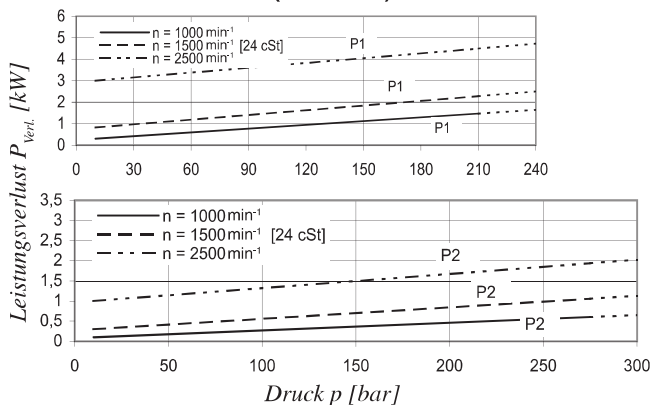 Leistungsverlust P Verl. [kW]
6
5
4
3
2
1
0
n = 1000 min-1
n = 1500 min-1 [24 cSt]
n = 2500 min-1
P1
P1
P1
0 30 60 90 120 150 180 210 240
3,5
3
2,5
2
1,5
1
0,5
0
n = 1000 min-1
n = 1500 min-1 [24 cSt]
n = 2500 min-1
P2
P2
P2
0 50 100 150 200 250 300
Druck p [bar]